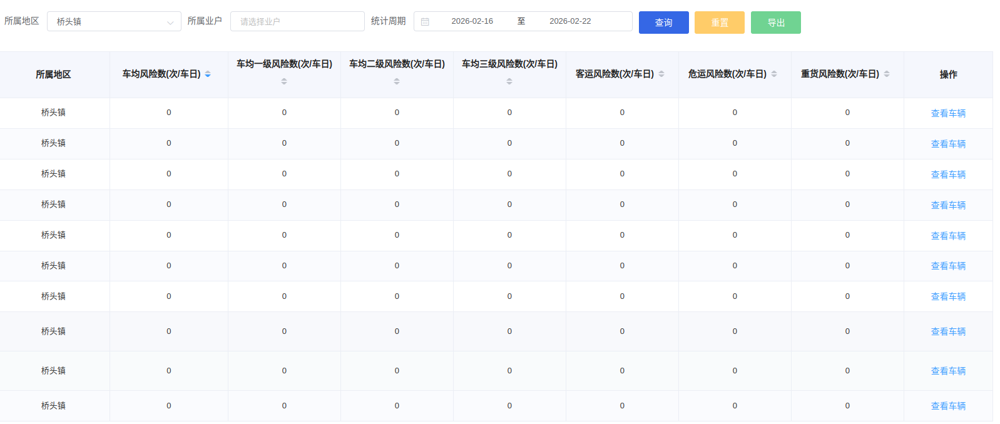 所属地区 桥头镇 所属业户 请选择业户 统计周期 2026-02-16 至 2026-02-22 查询 重置 导出
所属地区 车均风险数(次/车日) 车均一级风险数(次/车日) 车均二级风险数(次/车日) 车均三级风险数(次/车日) 客运风险数(次/车日) 危运风险数(次/车日) 重货风险数(次/车日) 操作
桥头镇 0 0 0 0 0 0 0 查看车辆
桥头镇 0 0 0 0 0 0 0 查看车辆
桥头镇 0 0 0 0 0 0 0 查看车辆
桥头镇 0 0 0 0 0 0 0 查看车辆
桥头镇 0 0 0 0 0 0 0 查看车辆
桥头镇 0 0 0 0 0 0 0 查看车辆
桥头镇 0 0 0 0 0 0 0 查看车辆
桥头镇 0 0 0 0 0 0 0 查看车辆
桥头镇 0 0 0 0 0 0 0 查看车辆
桥头镇 0 0 0 0 0 0 0 查看车辆